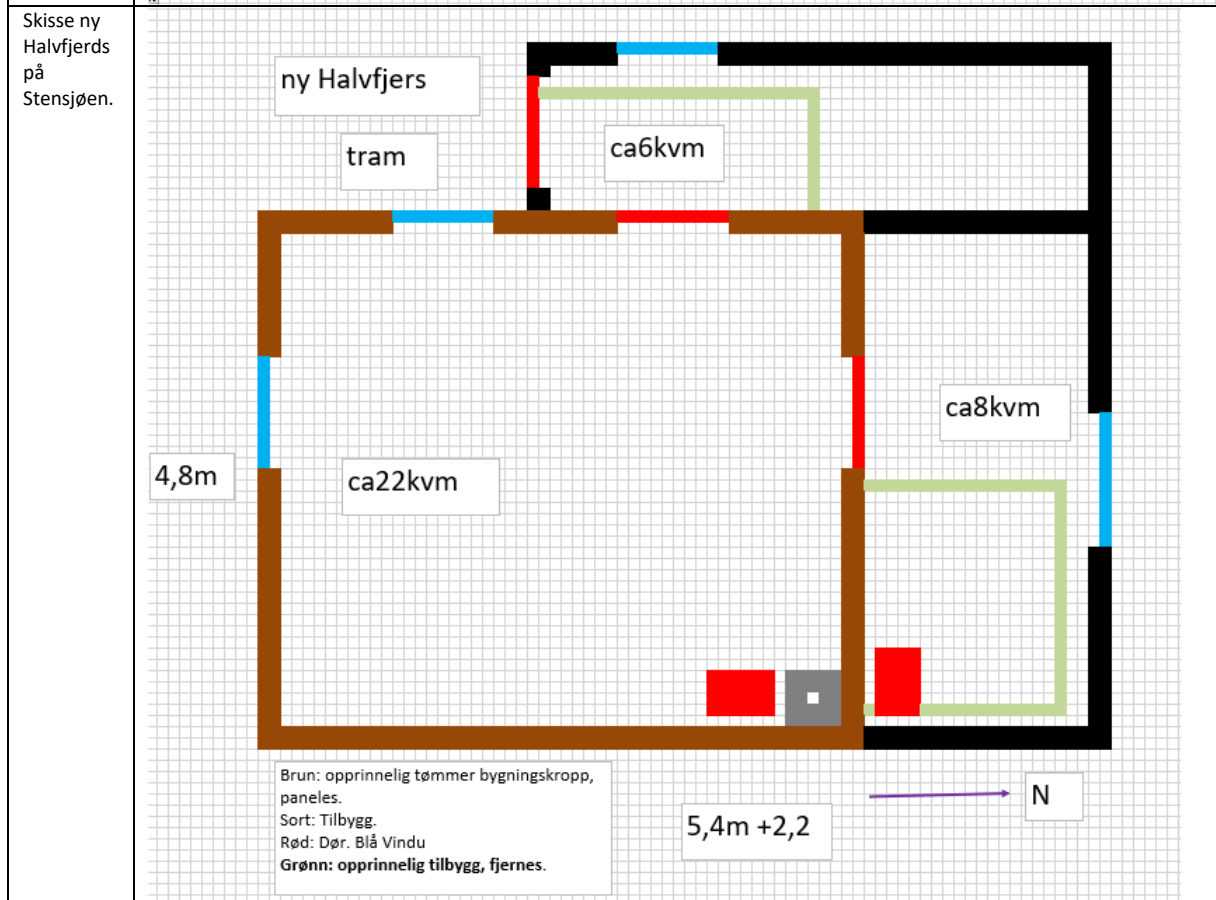 Skisse ny
Halvfjerds
på
Stensjøen.
ny Halvfjers
tram
ca6kvm
ca8kvm
4,8m
ca22kvm
Brun: opprinnelig tømmer bygningskropp,
paneles.
Sort: Tilbygg.
Rød: Dør. Blå Vindu
Grønn: opprinnelig tilbygg, fjernes.
5,4m +2,2
N